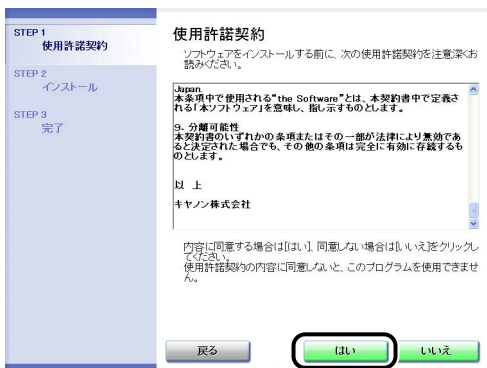 STEP 1
使用許諾契約
STEP 2
インストール
STEP 3
完了
使用許諾契約
ソフトウェアをインストールする前に、次の使用許諾契約を注意深くお
読みください。
Japan.
本条項中で使用される"the Software"とは、本契約書中で定義さ
れる「本ソフトウェア」を意味し、指し示すものとします。
9. 分離可能性
本契約書のいずれかの条項またはその一部が法律により無効であ
ると決定された場合でも、その他の条項は完全に有効に存続するも
のとします。
以 上
キヤノン株式会社
内容に同意する場合は[はい]、同意しない場合は[いいえ]をクリックし
てください。
使用許諾契約の内容に同意しないと、このプログラムを使用できませ
ん。
戻る
はい
いいえ